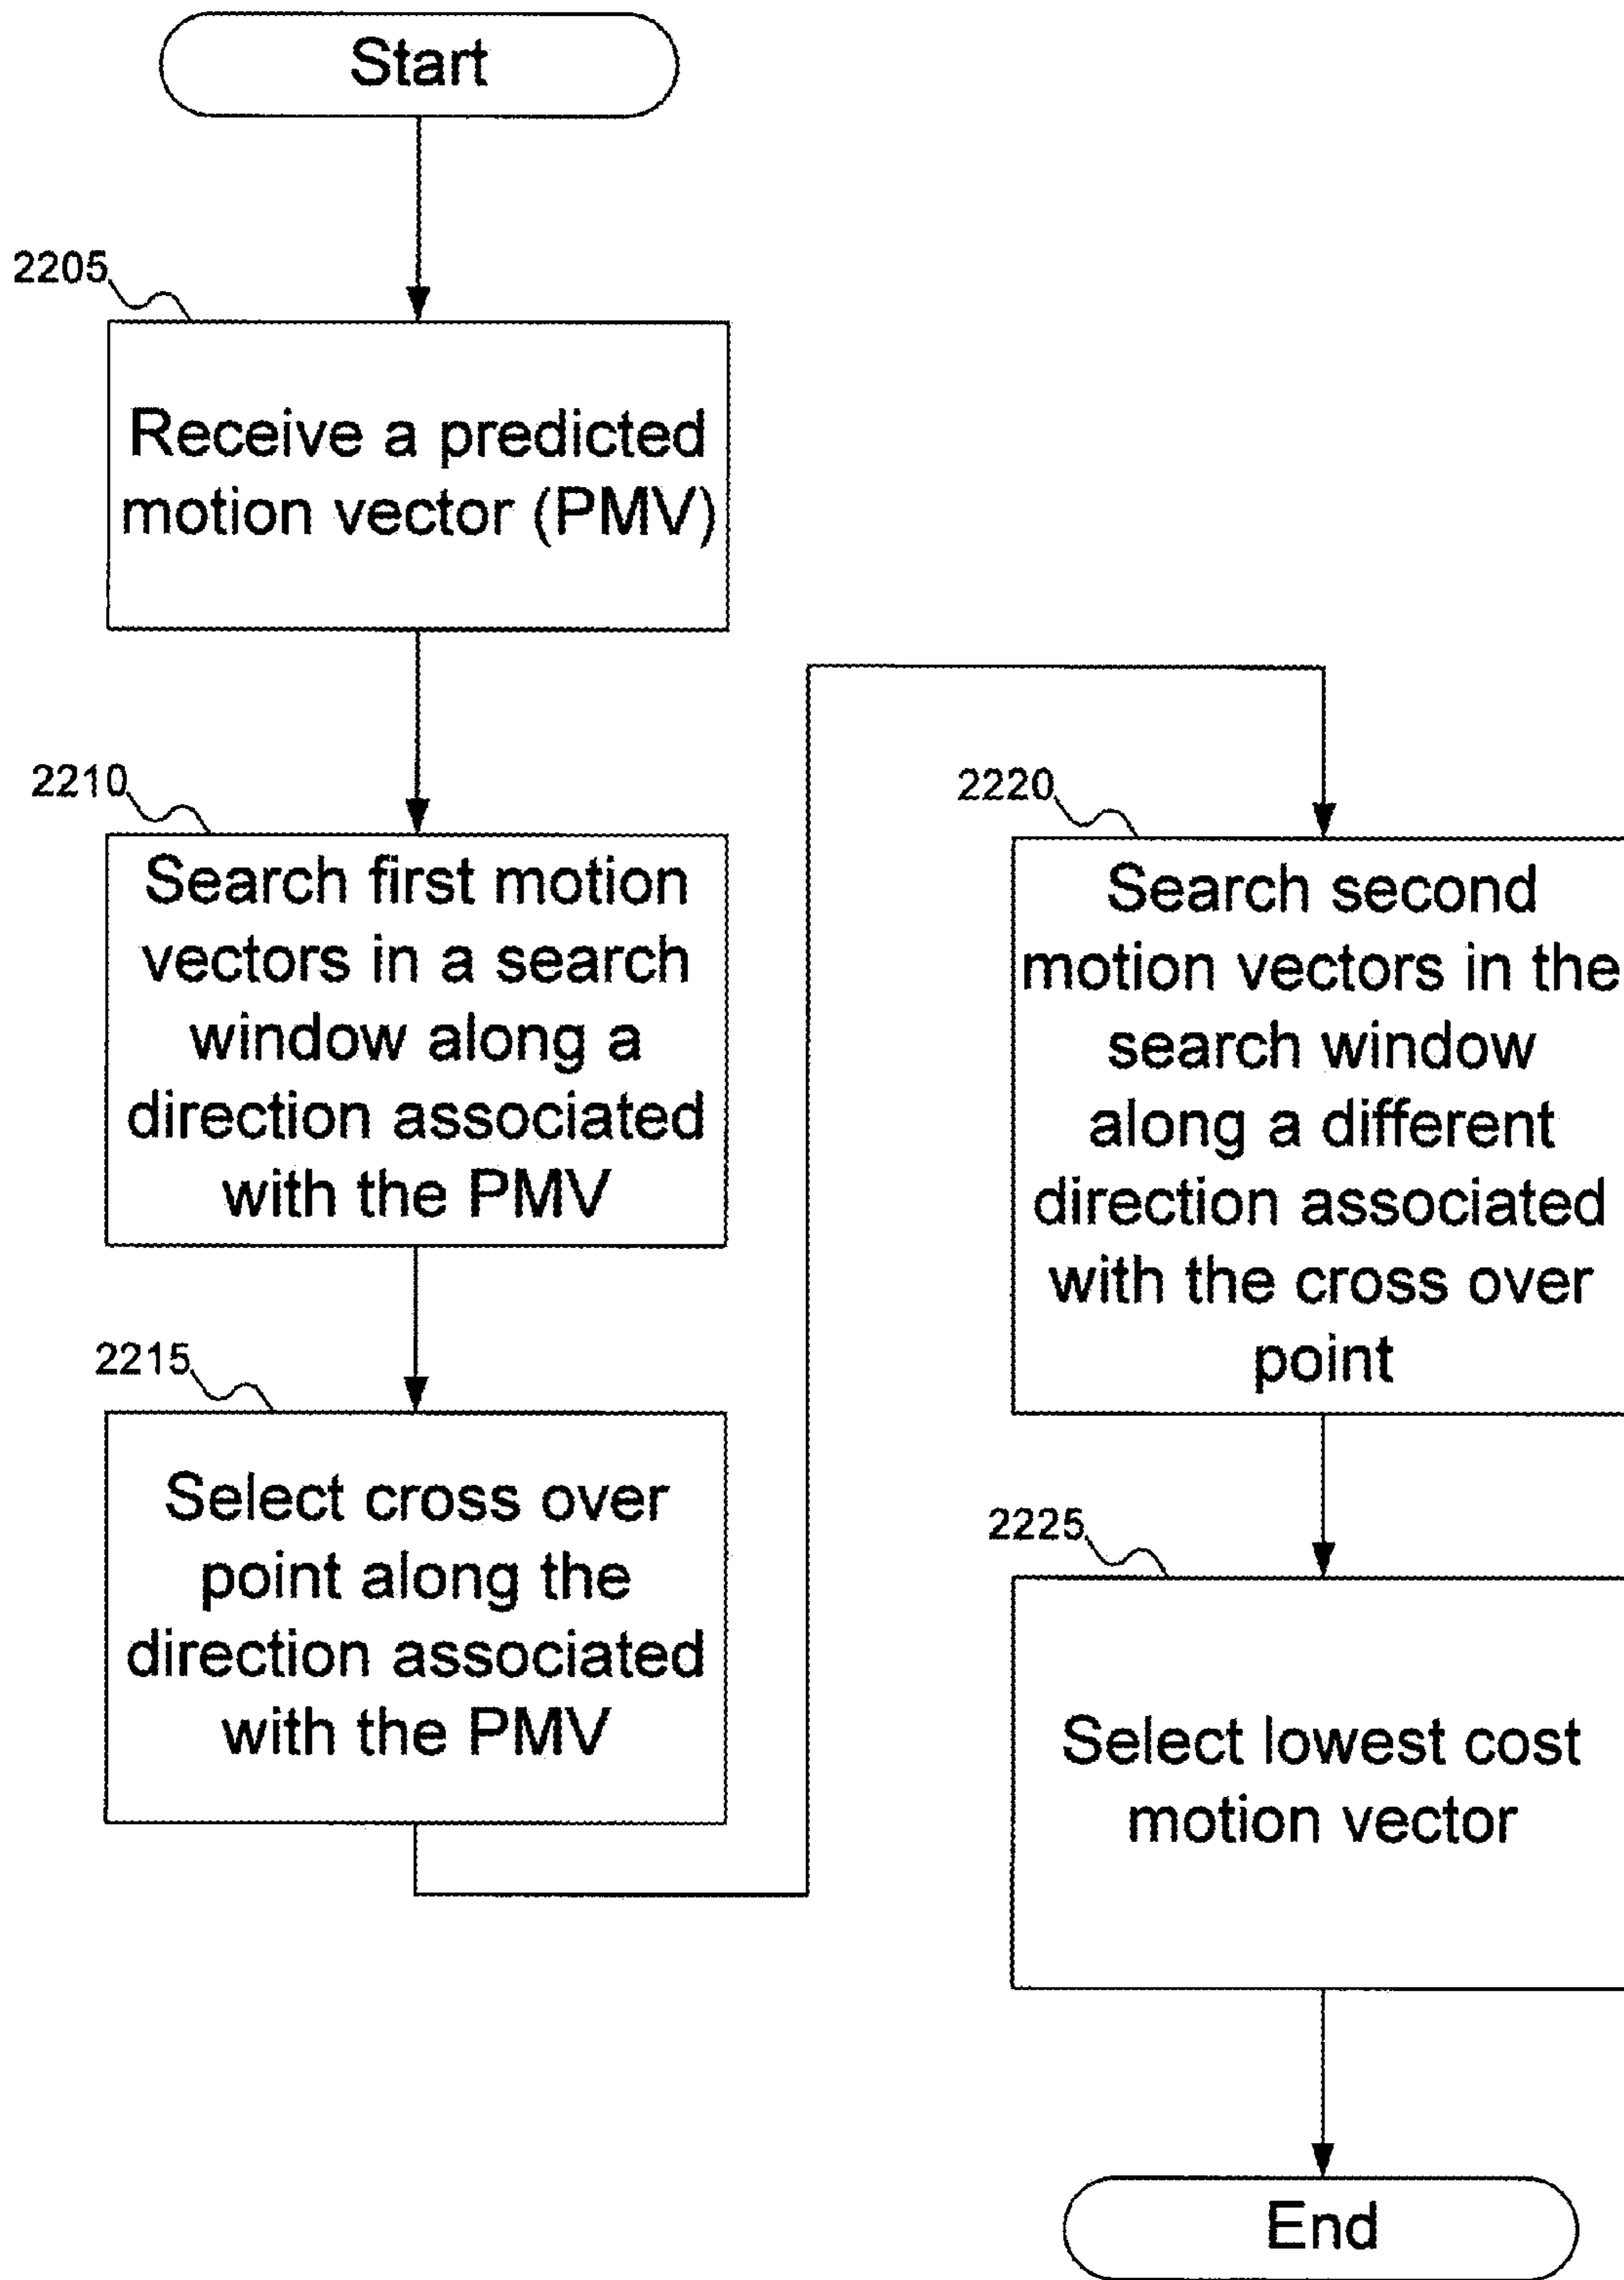 Start
2205
Receive a predicted
motion vector (PMV)
2210
Search first motion
vectors in a search
window along a
direction associated
with the PMV
2215
Select cross over
point along the
direction associated
with the PMV
2220
Search second
motion vectors in the
search window
along a different
direction associated
with the cross over
point
2225
Select lowest cost
motion vector
End